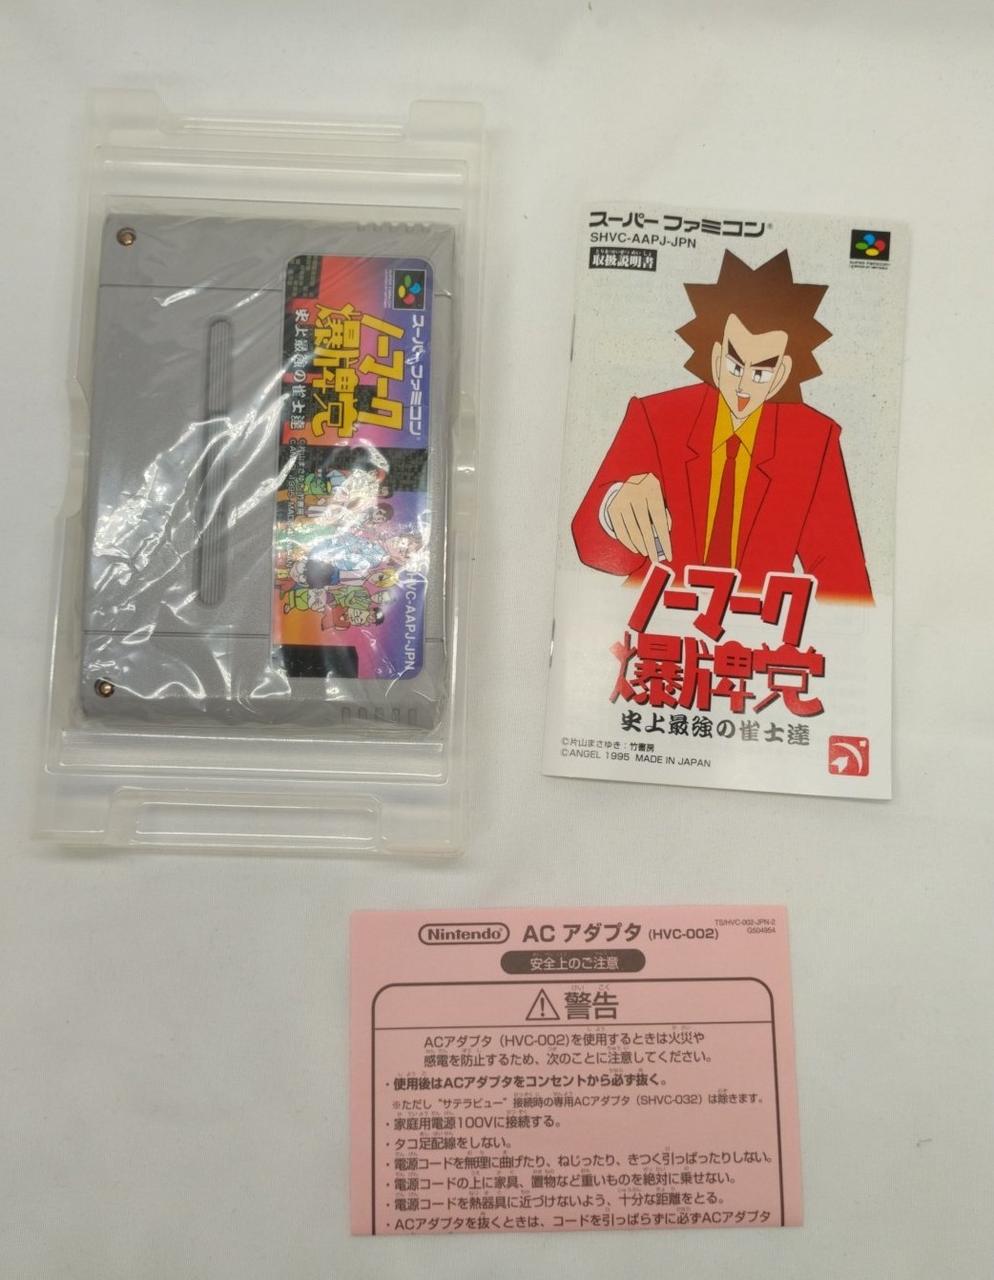 スーパーファミコン
ノーマーク
爆牌党
史上最強の雀士達
©片山まさゆき:竹書房
SHVC-AAPJ-JPN
スーパーファミコン®
SHVC-AAPJ-JPN
取扱説明書
SUPER FAMICOM
ノーマーク
爆牌党
史上最強の雀士達
©片山まさゆき:竹書房
©ANGEL 1995 MADE IN JAPAN
TS/HVC-002-JPN-2
G504954
Nintendo® ACアダプタ(HVC-002)
安全上のご注意
警告
ACアダプタ(HVC-002)を使用するときは火災や
感電を防止するため、次のことに注意してください。
・使用後はACアダプタをコンセントから必ず抜く。
※ただし“サテラビュー”接続時の専用ACアダプタ(SHVC-032)は除きます。
・家庭用電源100Vに接続する。
・タコ足配線をしない。
・電源コードを無理に曲げたり、ねじったり、きつく引っぱったりしない。
・電源コードの上に家具、置物など重いものを絶対に乗せない。
・電源コードを熱器具に近づけないよう、十分な距離をとる。
・ACアダプタを抜くときは、コードを引っぱらずに必ずACアダプタ